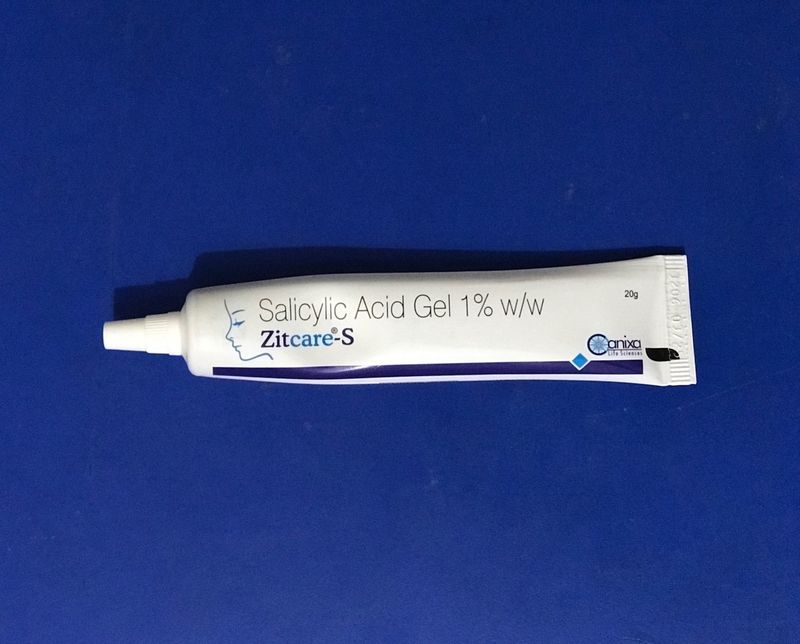 Salicylic Acid Gel 1% w/w
Zitcare®-S
20g
Canixa
Life Sciences